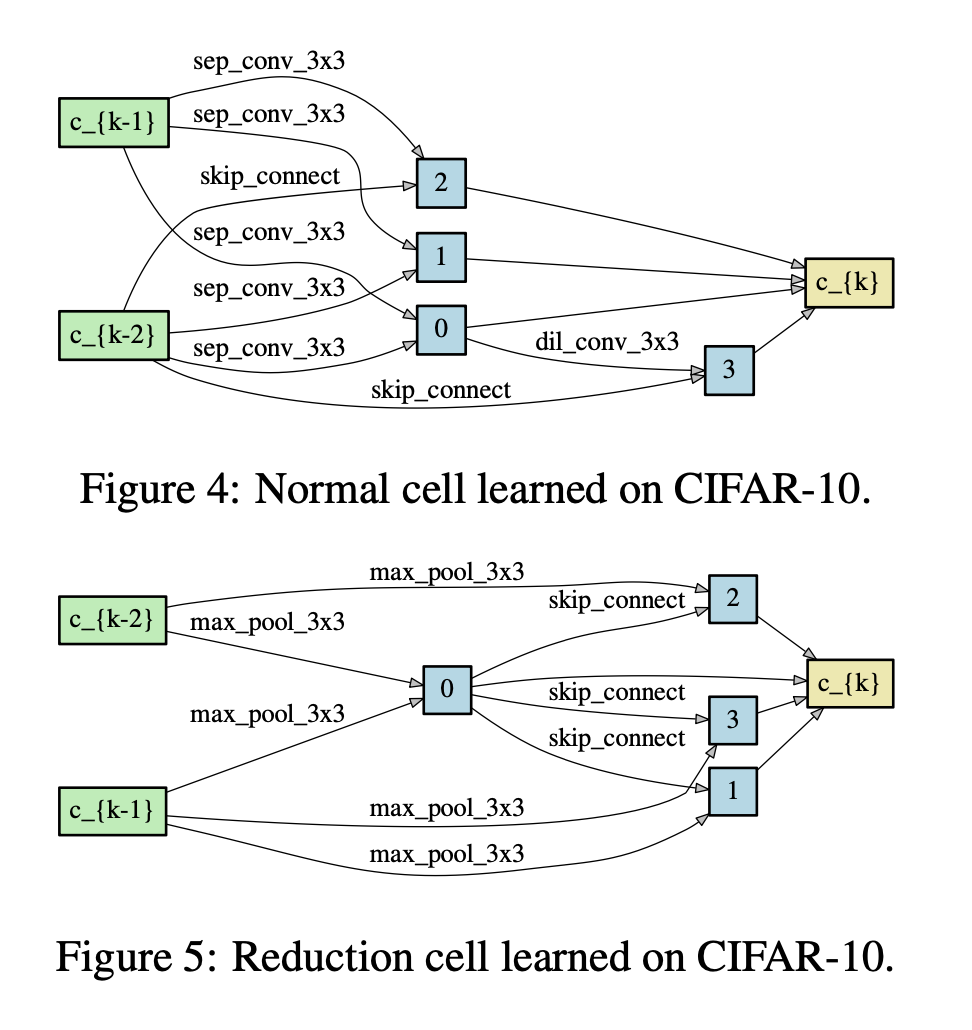 sep_conv_3x3
c_{k-1}
sep_conv_3x3
skip_connect
2
sep_conv_3x3
1
c_{k}
sep_conv_3x3
0
c_{k-2}
sep_conv_3x3
dil_conv_3x3
3
skip_connect
Figure 4: Normal cell learned on CIFAR-10.
max_pool_3x3
skip_connect
2
c_{k-2}
max_pool_3x3
0
c_{k}
skip_connect
max_pool_3x3
3
skip_connect
1
c_{k-1}
max_pool_3x3
max_pool_3x3
Figure 5: Reduction cell learned on CIFAR-10.